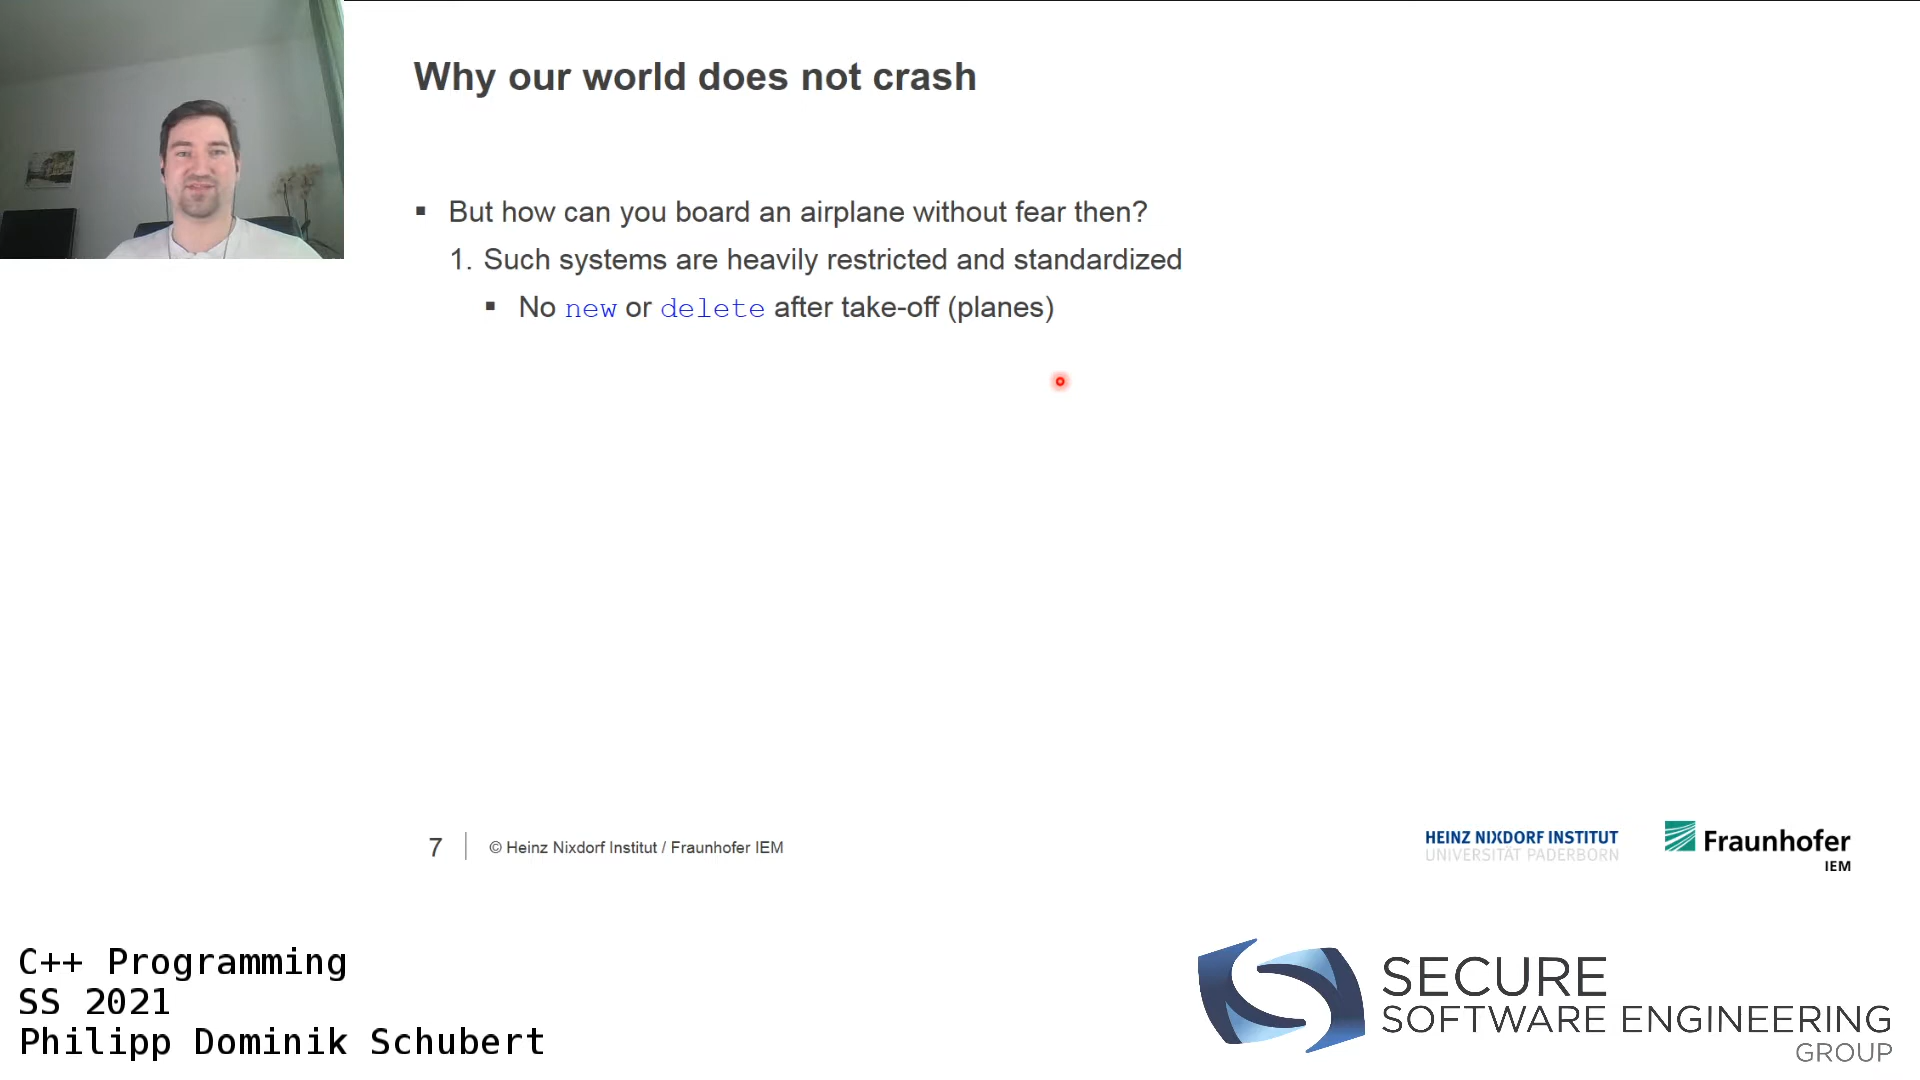 Why our world does not crash
▪ But how can you board an airplane without fear then?
1. Such systems are heavily restricted and standardized
▪ No new or delete after take-off (planes)
7 © Heinz Nixdorf Institut / Fraunhofer IEM
HEINZ NIXDORF INSTITUT
UNIVERSITÄT PADERBORN
Fraunhofer
IEM
C++ Programming
SS 2021
Philipp Dominik Schubert
SECURE
SOFTWARE ENGINEERING
GROUP